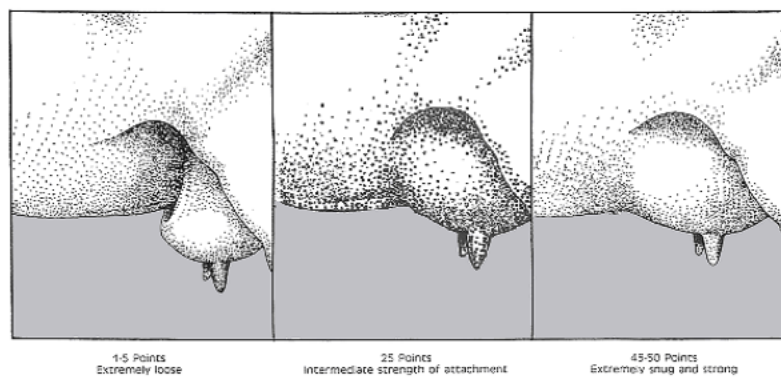 1-5 Points
Extremely loose
25 Points
Intermediate strength of attachment
45-50 Points
Extremely snug and strong